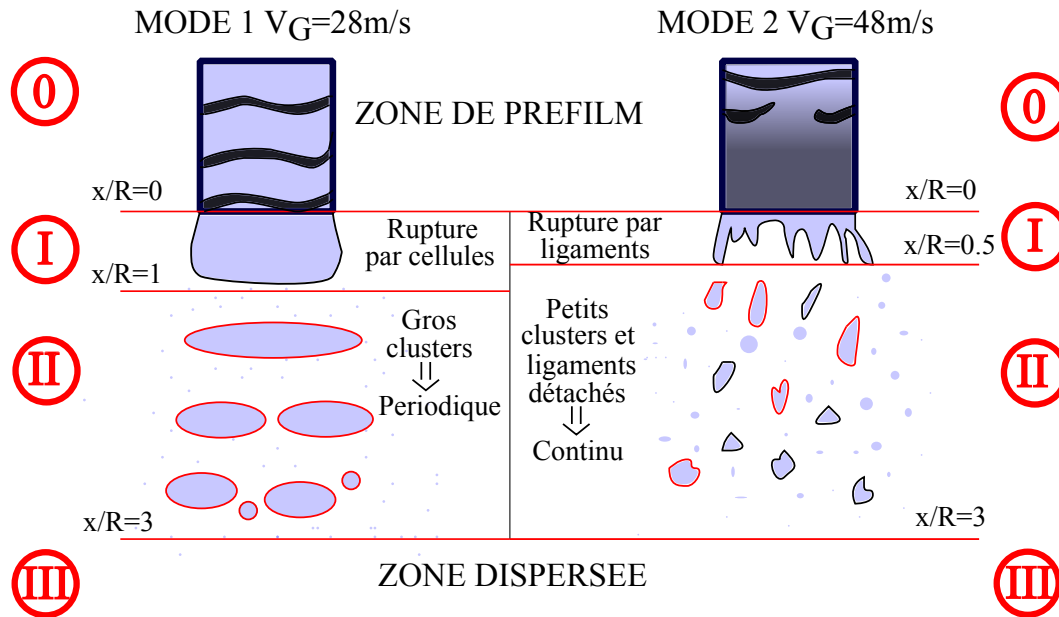 MODE 1 VG=28m/s
MODE 2 VG=48m/s
0
0
ZONE DE PREFILM
x/R=0
x/R=0
I
Rupture
par cellules
Rupture par
ligaments
I
x/R=0.5
x/R=1
II
Gros
clusters
Periodique
Petits
clusters et
ligaments
détachés
Continu
II
x/R=3
x/R=3
III
ZONE DISPERSEE
III